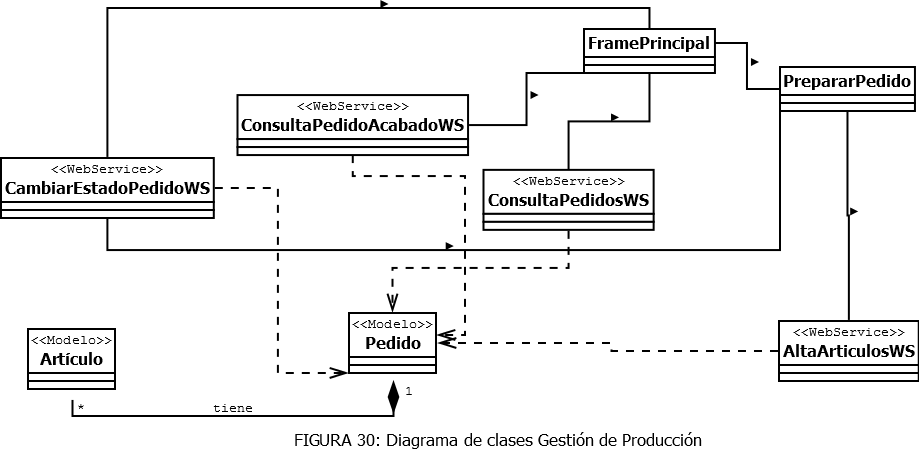 FramePrincipal
PrepararPedido
<<WebService>>
ConsultaPedidoAcabadoWS
<<WebService>>
CambiarEstadoPedidoWS
<<WebService>>
ConsultaPedidosWS
<<Modelo>>
Pedido
<<WebService>>
AltaArticulosWS
<<Modelo>>
Artículo
1
*
tiene
FIGURA 30: Diagrama de clases Gestión de Producción